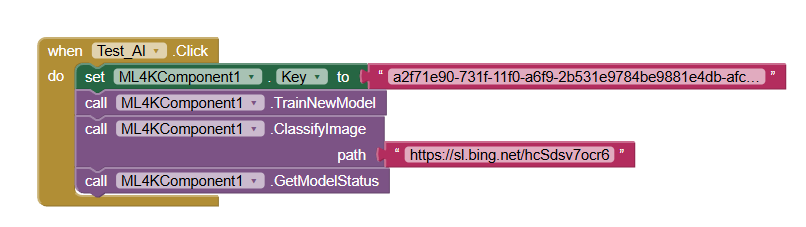 when Test_AI .Click
do set ML4KComponent1 . Key to " a2f71e90-731f-11f0-a6f9-2b531e9784be9881e4db-afc... "
call ML4KComponent1 .TrainNewModel
call ML4KComponent1 .ClassifyImage
path " https://sl.bing.net/hcSdsv7ocr6 "
call ML4KComponent1 .GetModelStatus